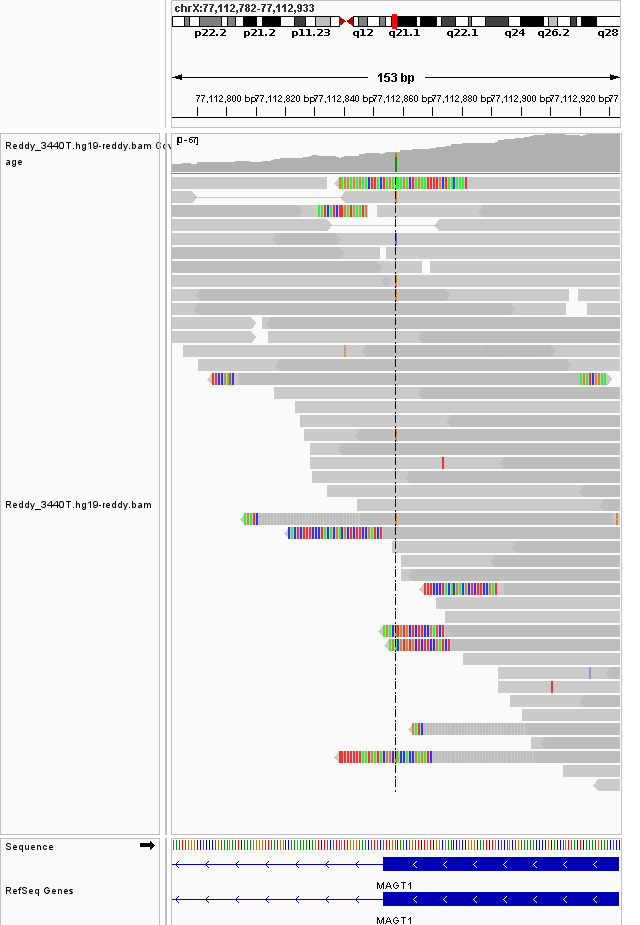 chrX:77,112,782-77,112,933
p22.2 p21.2 p11.23 q12 q21.1 q22.1 q24 q26.2 q28
153 bp
77,112,800 bp 77,112,820 bp 77,112,840 bp 77,112,860 bp 77,112,880 bp 77,112,900 bp 77,112,920 bp 77
Reddy_3440T.hg19-reddy.bam Cov
age
[0 - 67]
Reddy_3440T.hg19-reddy.bam
Sequence
MAGT1
RefSeq Genes
MAGT1